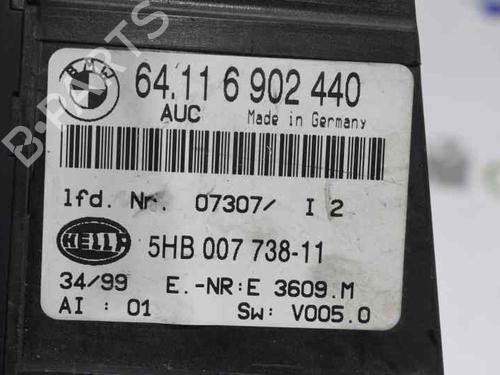 BMW
64.11 6 902 440
AUC Made in Germany
lfd. Nr. 07307/ I 2
HELLA 5HB 007 738-11
34/99 E.-NR:E 3609.M
AI : 01 Sw: V005.0
B-PARTS